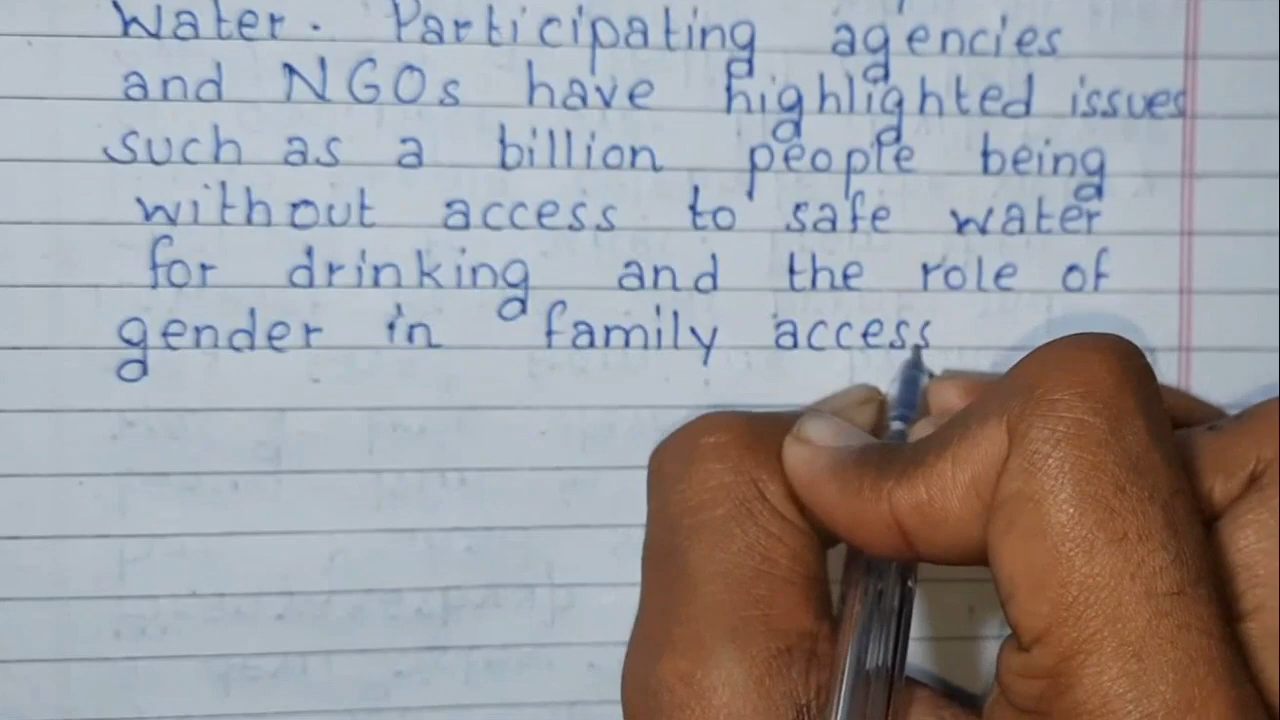 Water. Participating agencies
and NGOs have highlighted issues
such as a billion people being
without access to safe water
for drinking and the role of
gender in family access